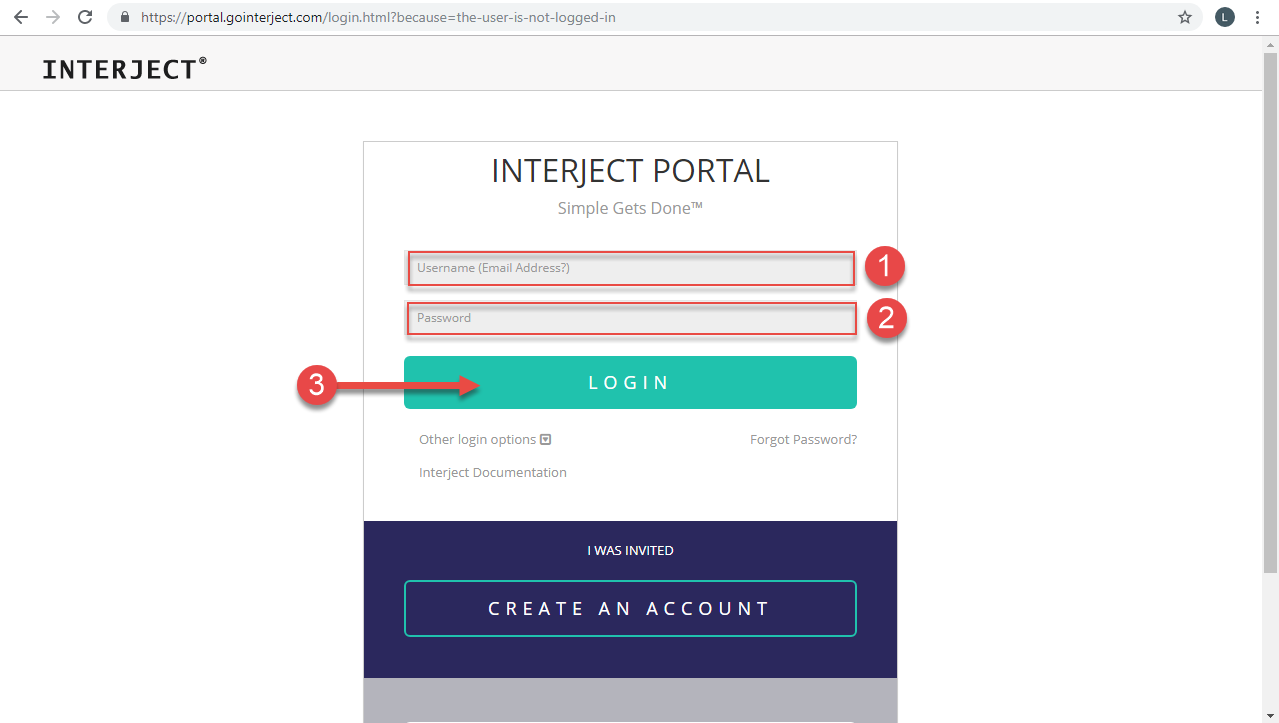 https://portal.gointerject.com/login.html?because=the-user-is-not-logged-in
L
INTERJECT®
INTERJECT PORTAL
Simple Gets Done™
Username (Email Address?)
1
Password
2
3
LOGIN
Other login options
Forgot Password?
Interject Documentation
I WAS INVITED
CREATE AN ACCOUNT